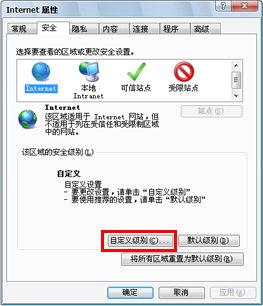 Internet 属性
常规 安全 隐私 内容 连接 程序 高级
选择要查看的区域或更改安全设置。
Internet 本地 Intranet 可信站点 受限站点
Internet
站点(S)
该区域适用于 Internet 网站，但
不适用于列在受信任和受限制区域
中的网站。
该区域的安全级别(L)
自定义
自定义设置
- 要更改设置，请单击“自定义级别”
- 要使用推荐的设置，请单击“默认级别”
自定义级别(C)... 默认级别(D)
将所有区域重置为默认级别(R)
确定 取消 应用(A)